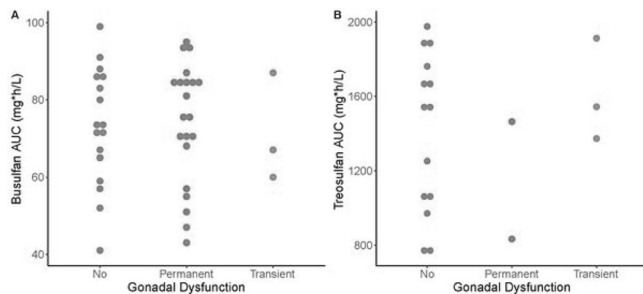 A
Busulfan AUC (mg*h/L)
100
80
60
40
No
Permanent
Transient
Gonadal Dysfunction
B
Treosulfan AUC (mg*h/L)
2000
1600
1200
800
No
Permanent
Transient
Gonadal Dysfunction